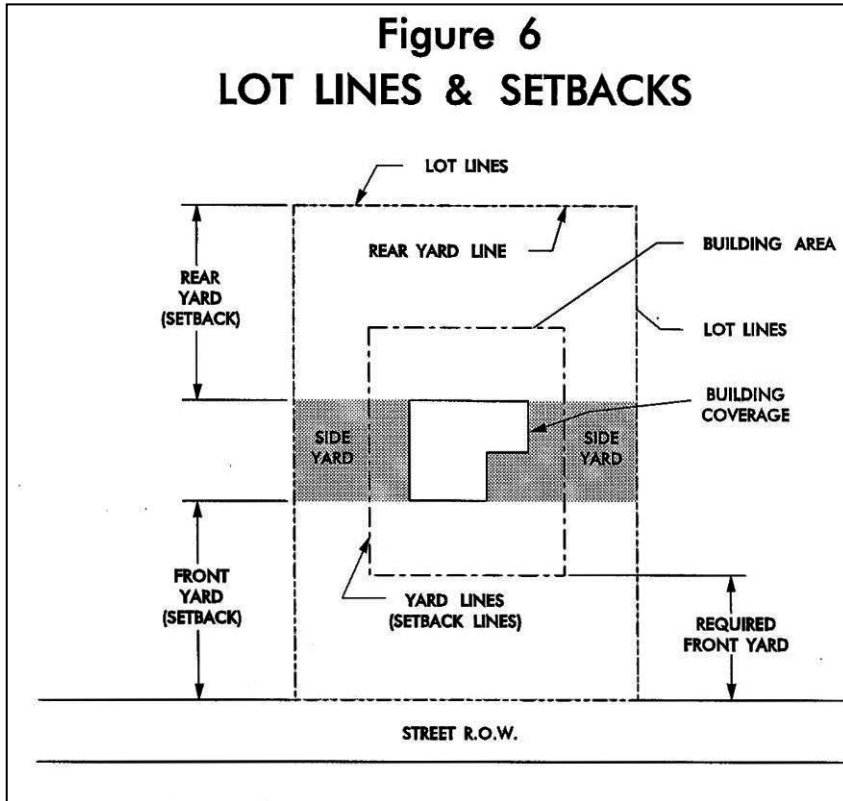 Figure 6
LOT LINES & SETBACKS
LOT LINES
REAR YARD LINE
BUILDING AREA
REAR
YARD
(SETBACK)
LOT LINES
BUILDING
COVERAGE
SIDE
YARD
SIDE
YARD
FRONT
YARD
(SETBACK)
YARD LINES
(SETBACK LINES)
REQUIRED
FRONT YARD
STREET R.O.W.